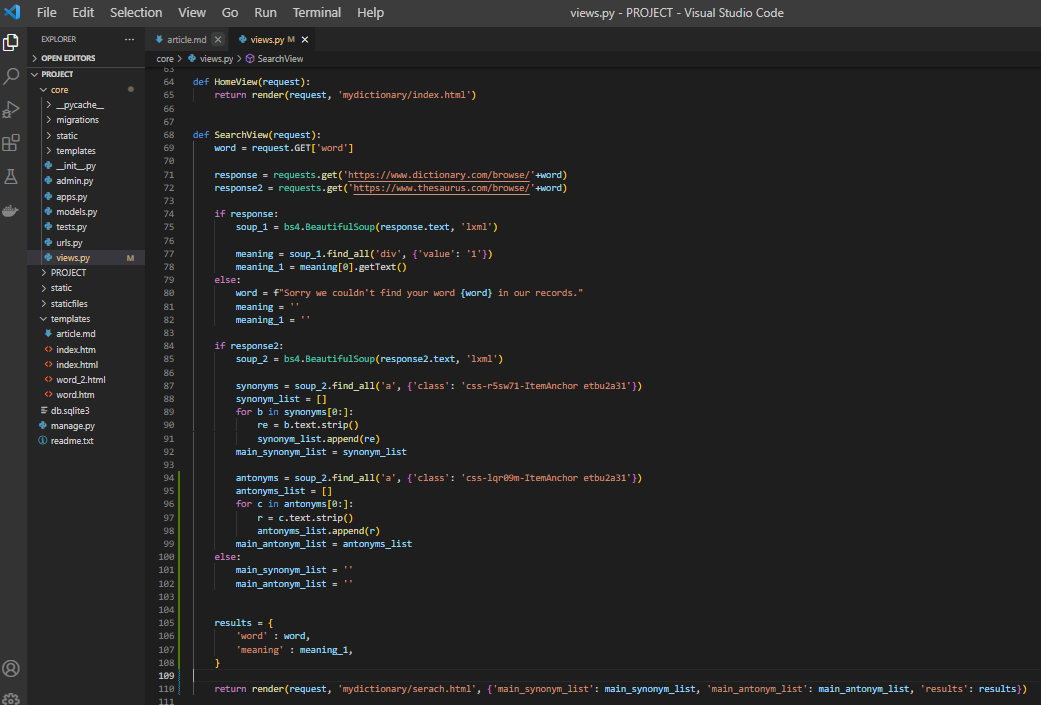 File Edit Selection View Go Run Terminal Help
views.py - PROJECT - Visual Studio Code
EXPLORER
OPEN EDITORS
PROJECT
core
__pycache__
migrations
static
templates
__init__.py
admin.py
apps.py
models.py
tests.py
urls.py
views.py M
PROJECT
static
staticfiles
templates
article.md
index.htm
index.html
word_2.html
word.htm
db.sqlite3
manage.py
readme.txt
article.md
views.py M
core > views.py > SearchView
63
64 def HomeView(request):
65     return render(request, 'mydictionary/index.html')
66
67
68 def SearchView(request):
69     word = request.GET['word']
70
71     response = requests.get('https://www.dictionary.com/browse/'+word)
72     response2 = requests.get('https://www.thesaurus.com/browse/'+word)
73
74     if response:
75         soup_1 = bs4.BeautifulSoup(response.text, 'lxml')
76
77         meaning = soup_1.find_all('div', {'value': '1'})
78         meaning_1 = meaning[0].getText()
79     else:
80         word = f"Sorry we couldn't find your word {word} in our records."
81         meaning = ''
82         meaning_1 = ''
83
84     if response2:
85         soup_2 = bs4.BeautifulSoup(response2.text, 'lxml')
86
87         synonyms = soup_2.find_all('a', {'class': 'css-r5sw71-ItemAnchor etbu2a31'})
88         synonym_list = []
89         for b in synonyms[0:]:
90             re = b.text.strip()
91             synonym_list.append(re)
92         main_synonym_list = synonym_list
93
94         antonyms = soup_2.find_all('a', {'class': 'css-lqr09m-ItemAnchor etbu2a31'})
95         antonyms_list = []
96         for c in antonyms[0:]:
97             r = c.text.strip()
98             antonyms_list.append(r)
99         main_antonym_list = antonyms_list
100     else:
101         main_synonym_list = ''
102         main_antonym_list = ''
103
104
105     results = {
106         'word' : word,
107         'meaning' : meaning_1,
108     }
109
110     return render(request, 'mydictionary/serach.html', {'main_synonym_list': main_synonym_list, 'main_antonym_list': main_antonym_list, 'results': results})
111